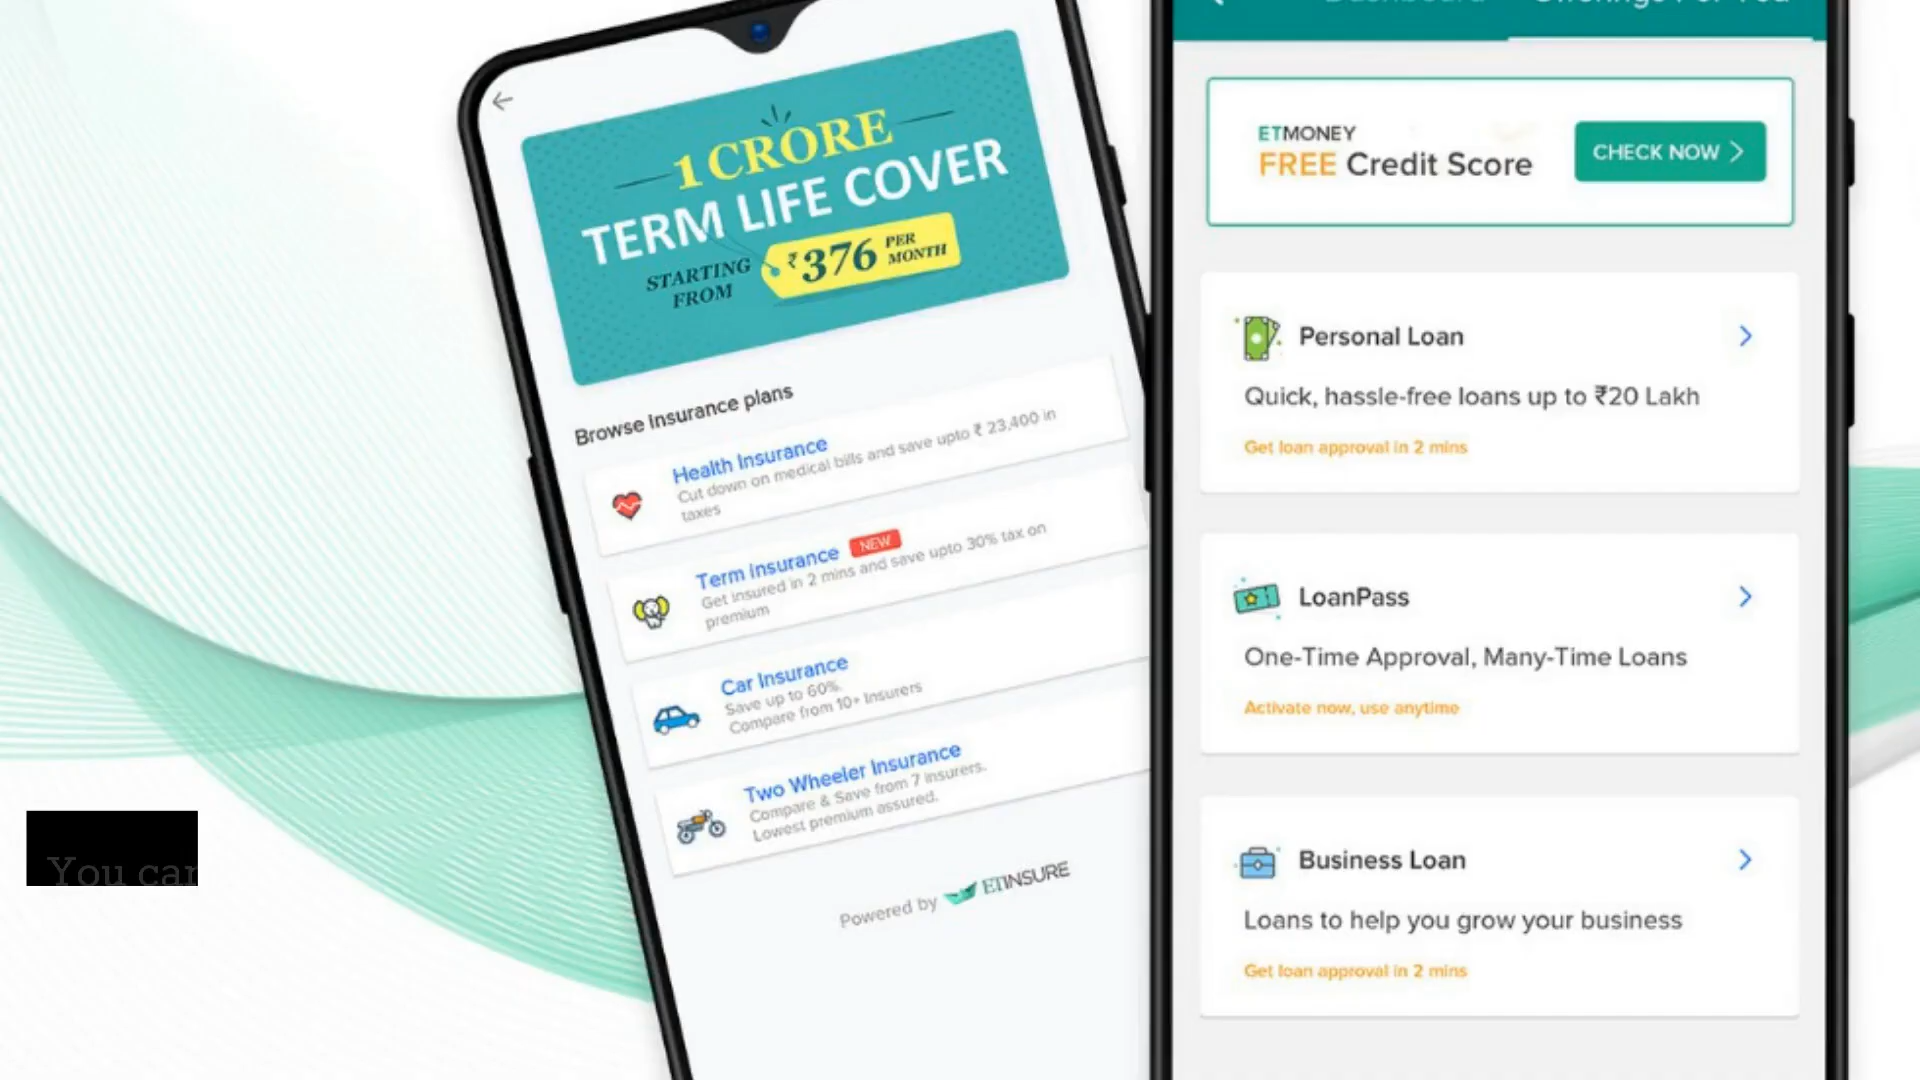 1 CRORE
TERM LIFE COVER
STARTING
FROM
₹376 PER
MONTH
Browse insurance plans
Health Insurance
Cut down on medical bills and save upto ₹ 23,400 in
taxes
Term insurance NEW
Get insured in 2 mins and save upto 30% tax on
premium
Car Insurance
Save up to 60%.
Compare from 10+ Insurers
Two Wheeler Insurance
Compare & Save from 7 insurers.
Lowest premium assured.
Powered by ETINSURE
You can
Dashboard Offerings For You
ETMONEY
FREE Credit Score
CHECK NOW
Personal Loan
Quick, hassle-free loans up to ₹20 Lakh
Get loan approval in 2 mins
LoanPass
One-Time Approval, Many-Time Loans
Activate now, use anytime
Business Loan
Loans to help you grow your business
Get loan approval in 2 mins